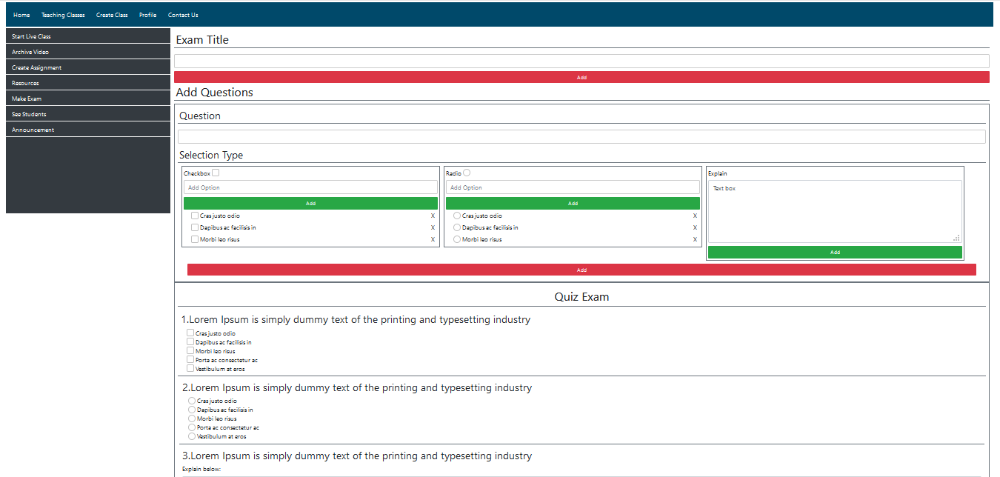 Home Teaching Classes Create Class Profile Contact Us
Start Live Class
Archive Video
Create Assignment
Resources
Make Exam
See Students
Announcement
Exam Title
Add
Add Questions
Question
Selection Type
Checkbox
Add Option
Add
Cras justo odio X
Dapibus ac facilisis in X
Morbi leo risus X
Radio
Add Option
Add
Cras justo odio X
Dapibus ac facilisis in X
Morbi leo risus X
Explain
Text box
Add
Add
Quiz Exam
1.Lorem Ipsum is simply dummy text of the printing and typesetting industry
Cras justo odio
Dapibus ac facilisis in
Morbi leo risus
Porta ac consectetur ac
Vestibulum at eros
2.Lorem Ipsum is simply dummy text of the printing and typesetting industry
Cras justo odio
Dapibus ac facilisis in
Morbi leo risus
Porta ac consectetur ac
Vestibulum at eros
3.Lorem Ipsum is simply dummy text of the printing and typesetting industry
Explain below: